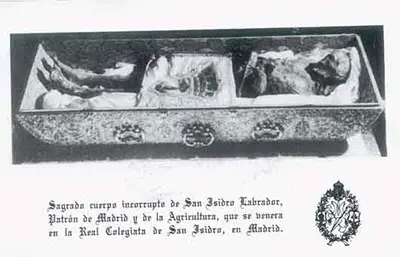 Sagrado cuerpo incorrupto de San Isidro Labrador,
Patrón de Madrid y de la Agricultura, que se venera
en la Real Colegiata de San Isidro, en Madrid.